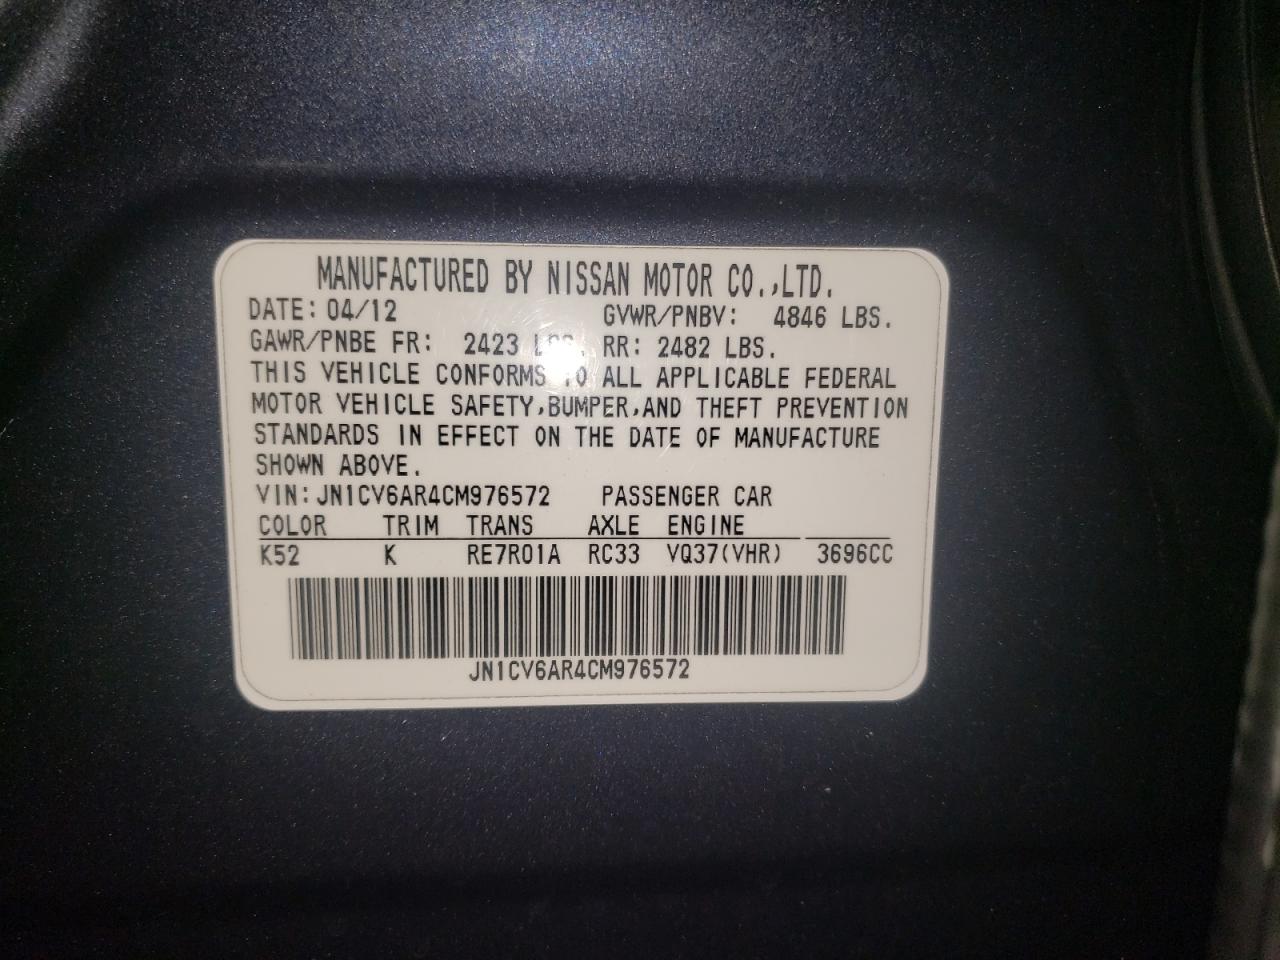 MANUFACTURED BY NISSAN MOTOR CO.,LTD.
DATE: 04/12 GVWR/PNBV: 4846 LBS.
GAWR/PNBE FR: 2423 LBS. RR: 2482 LBS.
THIS VEHICLE CONFORMS TO ALL APPLICABLE FEDERAL
MOTOR VEHICLE SAFETY,BUMPER,AND THEFT PREVENTION
STANDARDS IN EFFECT ON THE DATE OF MANUFACTURE
SHOWN ABOVE.
VIN:JN1CV6AR4CM976572 PASSENGER CAR
COLOR TRIM TRANS AXLE ENGINE
K52 K RE7R01A RC33 VQ37(VHR) 3696CC
JN1CV6AR4CM976572